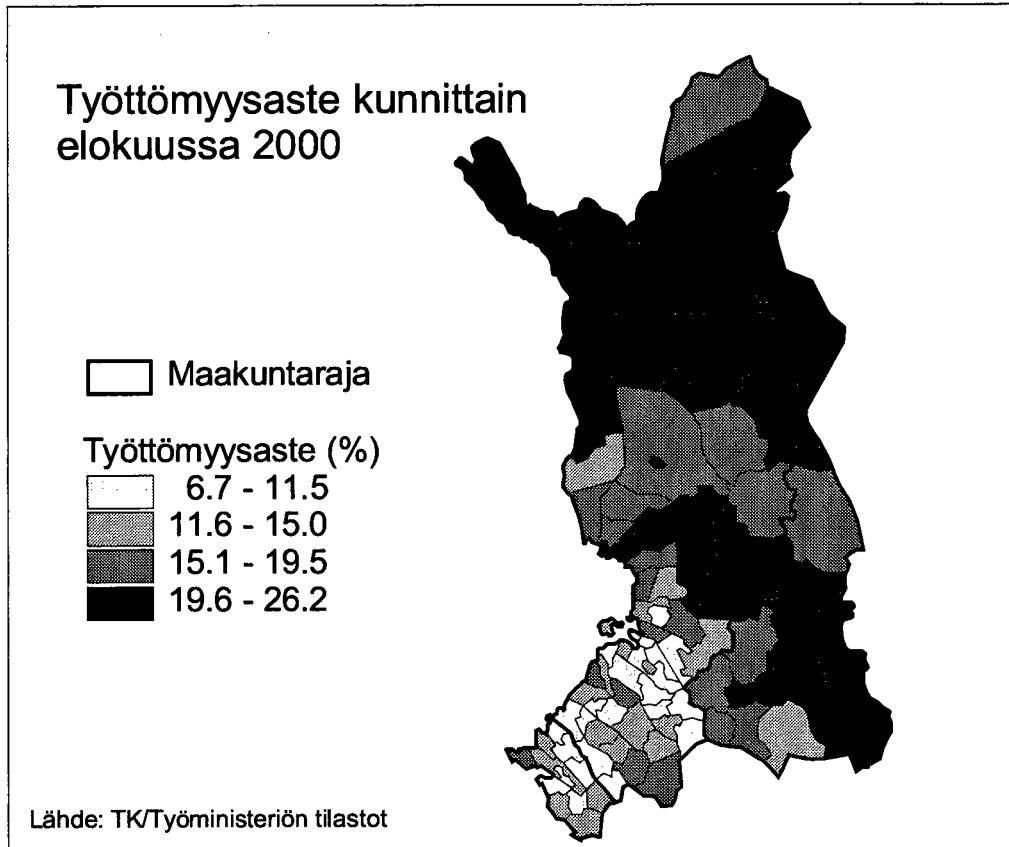 Työttömyysaste kunnittain
elokuussa 2000
Maakuntaraja
Työttömyysaste (%)
6.7 - 11.5
11.6 - 15.0
15.1 - 19.5
19.6 - 26.2
Lähde: TK/Työministeriön tilastot